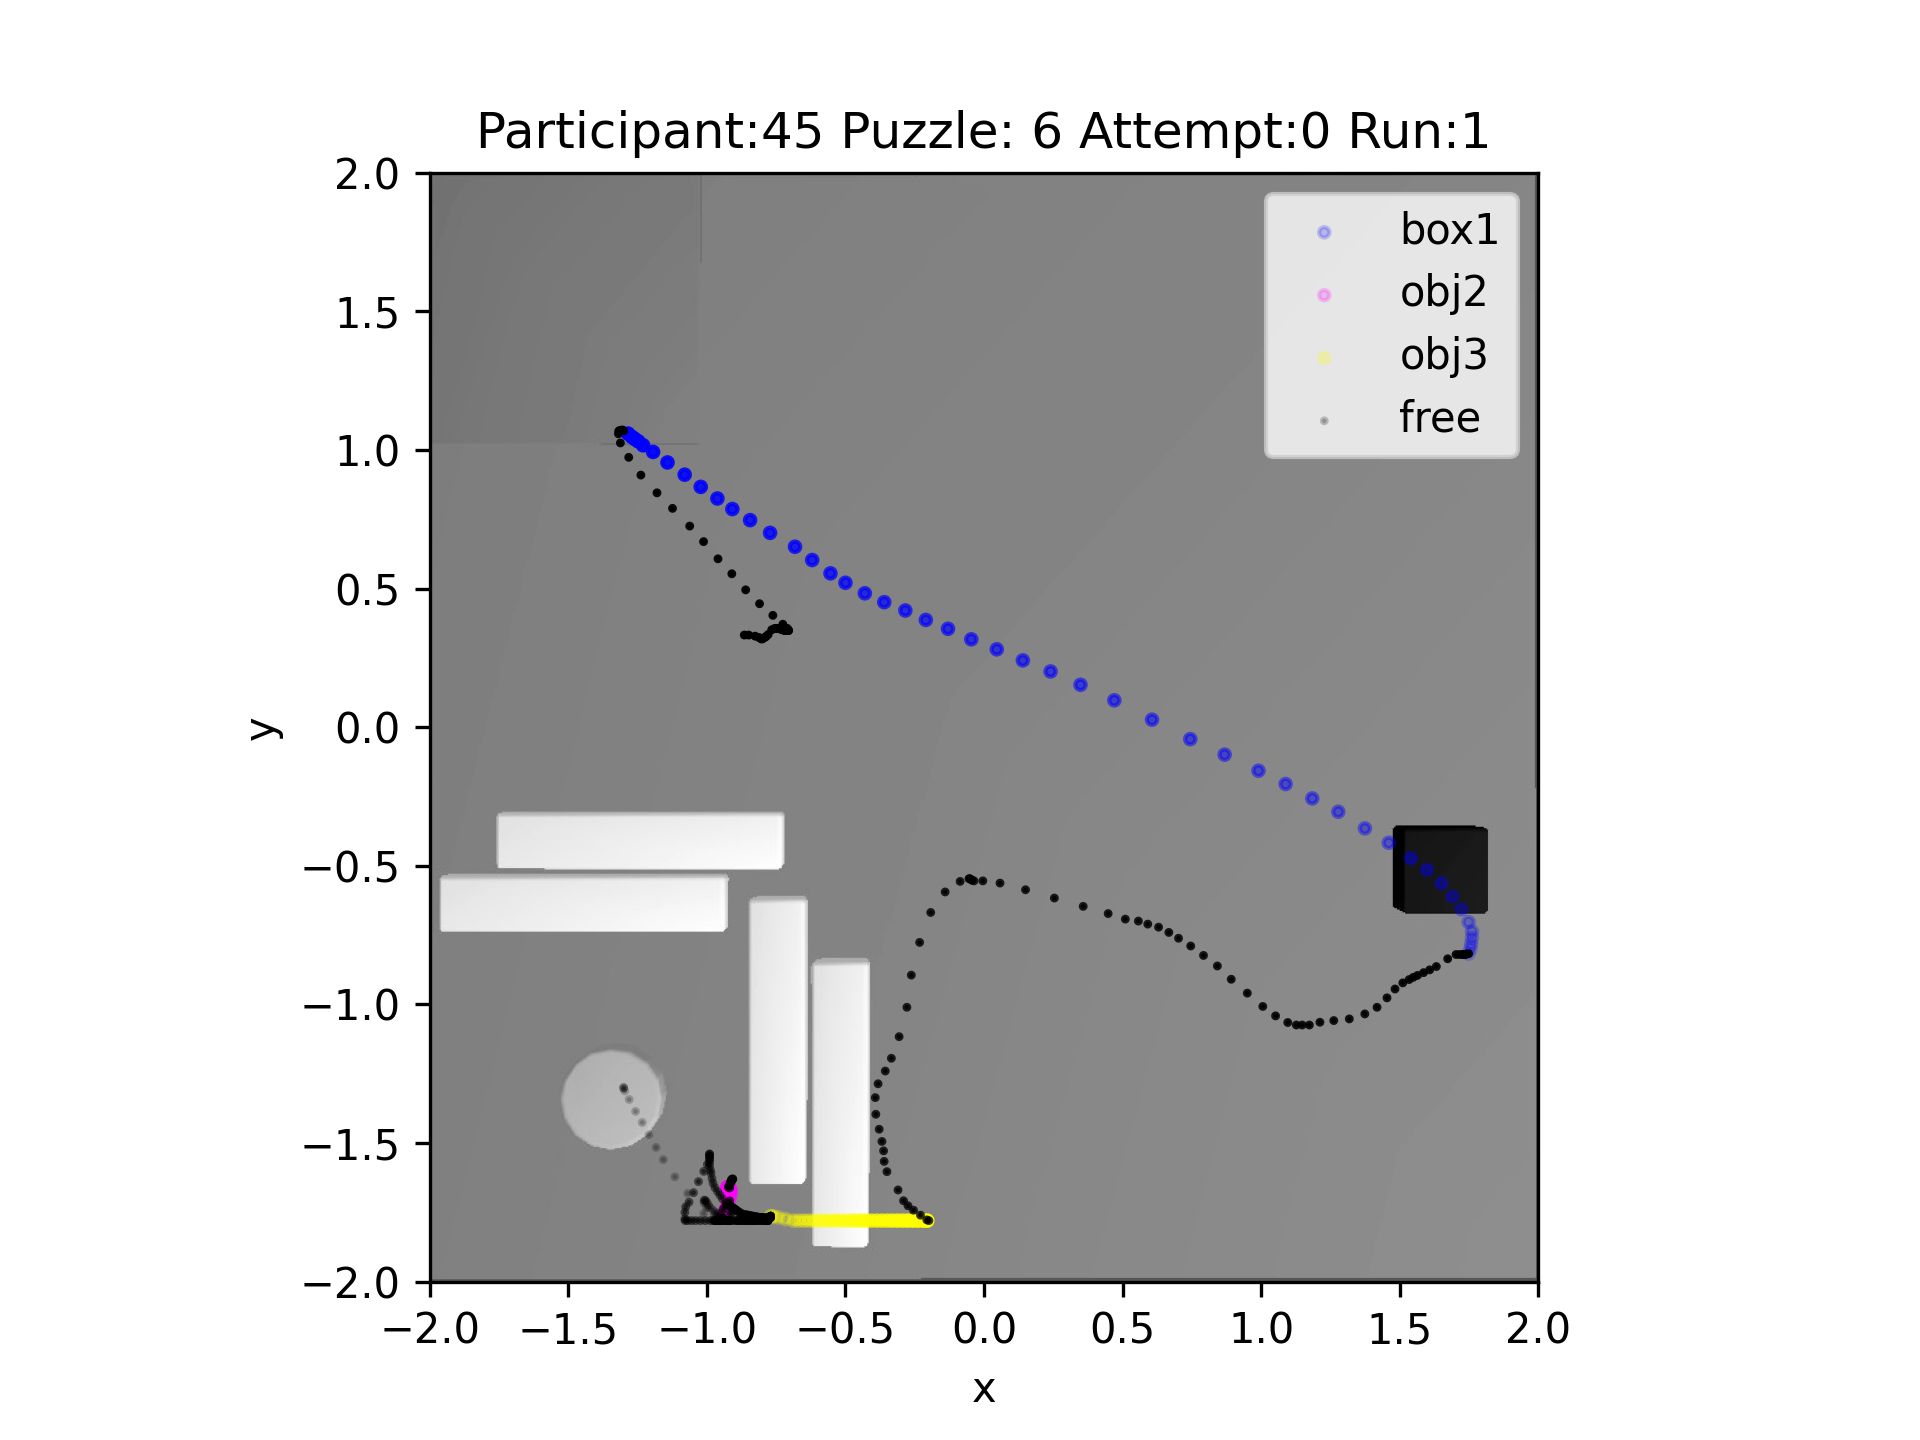 Participant:45 Puzzle: 6 Attempt:0 Run:1
2.0
1.5
1.0
0.5
0.0
−0.5
−1.0
−1.5
−2.0
y
box1
obj2
obj3
free
−2.0 −1.5 −1.0 −0.5 0.0 0.5 1.0 1.5 2.0
x